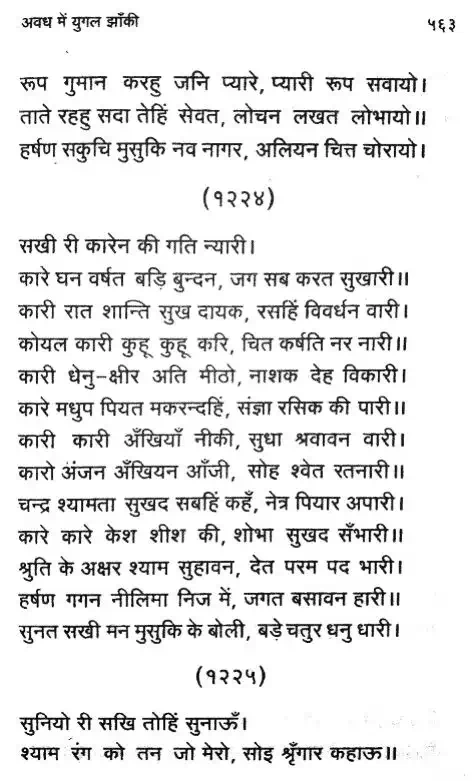 अवध में युगल झाँकी
५६३
रूप गुमान करहु जनि प्यारे, प्यारी रूप सवायो।
ताते रहहु सदा तेहिं सेवत, लोचन लखत लोभायो॥
हर्षण सकुचि मुसुकि नव नागर, अलियन चित्त चोरायो।
(१२२४)
सखी री कारेन की गति न्यारी।
कारे घन वर्षत बड़ि बुन्दन, जग सब करत सुखारी॥
कारी रात शान्ति सुख दायक, रसहिं विवर्धन वारी।
कोयल कारी कुहू कुहू करि, चित कर्षति नर नारी॥
कारी धेनु-क्षीर अति मीठो, नाशक देह विकारी।
कारे मधुप पियत मकरन्दहिं, संज्ञा रसिक की पारी॥
कारी कारी अँखियाँ नीकी, सुधा श्रवावन वारी।
कारो अंजन अँखियन आँजी, सोह श्वेत रतनारी॥
चन्द्र श्यामता सुखद सबहिं कहँ, नेत्र पियार अपारी।
कारे कारे केश शीश की, शोभा सुखद सँभारी॥
श्रुति के अक्षर श्याम सुहावन, देत परम पद भारी।
हर्षण गगन नीलिमा निज में, जगत बसावन हारी॥
सुनत सखी मन मुसुकि के बोली, बड़े चतुर धनु धारी।
(१२२५)
सुनियो री सखि तोहिं सुनाऊँ।
श्याम रंग को तन जो मेरो, सोइ श्रृँगार कहाऊ॥